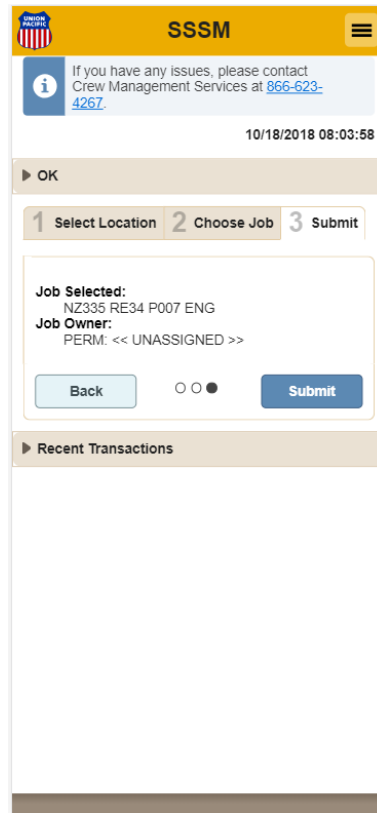 UNION
PACIFIC
SSSM
If you have any issues, please contact
Crew Management Services at 866-623-
4267.
10/18/2018 08:03:58
OK
1 Select Location 2 Choose Job 3 Submit
Job Selected:
NZ335 RE34 P007 ENG
Job Owner:
PERM: << UNASSIGNED >>
Back Submit
Recent Transactions